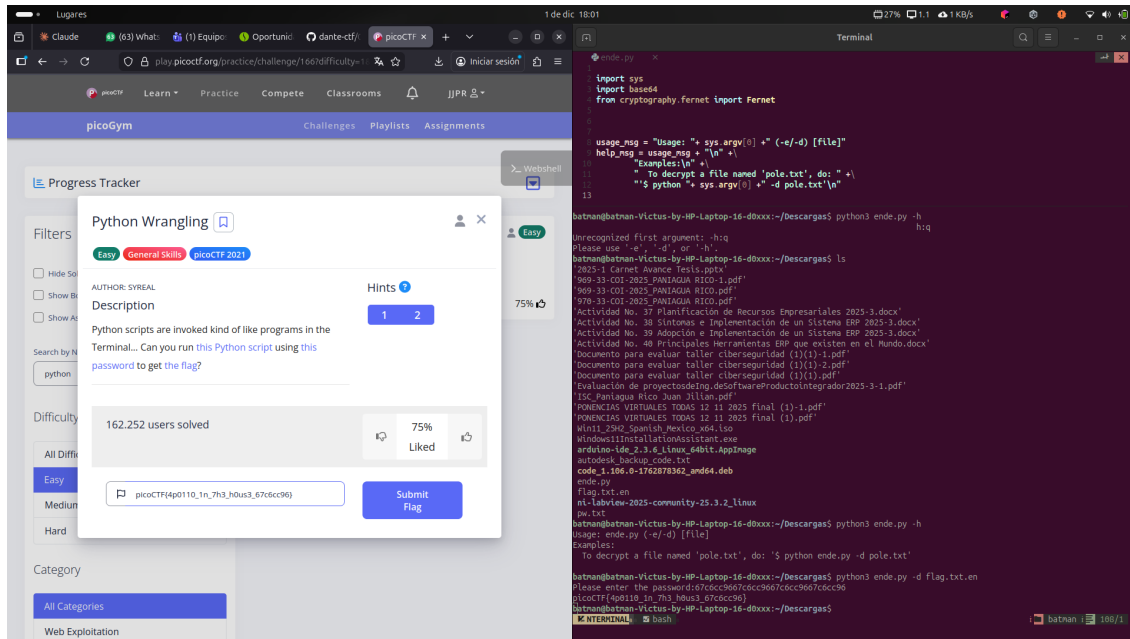 Lugares
1 de dic 18:01
27% 1.1 1 KB/s
Claude
(63) Whats
(1) Equipo
Oportunid
dante-ctf/
picoCTF
play.picoctf.org/practice/challenge/166?difficulty=1
Iniciar sesión
picoCTF
Learn
Practice
Compete
Classrooms
JJPR
picoGym
Challenges
Playlists
Assignments
Webshell
Progress Tracker
Filters
Hide Sol
Show Bo
Show As
Search by N
python
Difficulty
All Diffic
Easy
Medium
Hard
Category
All Categories
Web Exploitation
Easy
75%
Python Wrangling
Easy
General Skills
picoCTF 2021
AUTHOR: SYREAL
Description
Python scripts are invoked kind of like programs in the
Terminal... Can you run this Python script using this
password to get the flag?
Hints
1
2
162.252 users solved
75%
Liked
picoCTF{4p0110_1n_7h3_h0us3_67c6cc96}
Submit
Flag
Terminal
ende.py
1
import sys
import base64
from cryptography.fernet import Fernet
usage_msg = "Usage: "+ sys.argv[0] +" (-e/-d) [file]"
help_msg = usage_msg + "\n" +\
"Examples:\n" +\
" To decrypt a file named 'pole.txt', do: " +\
"'$ python "+ sys.argv[0] +" -d pole.txt'\n"
13
batman@batman-Victus-by-HP-Laptop-16-d0xxx:~/Descargas$ python3 ende.py -h
h:q
Unrecognized first argument: -h:q
Please use '-e', '-d', or '-h'.
batman@batman-Victus-by-HP-Laptop-16-d0xxx:~/Descargas$ ls
'2025-1 Carnet Avance Tesis.pptx'
'969-33-COI-2025_PANIAGUA RICO-1.pdf'
'969-33-COI-2025_PANIAGUA RICO.pdf'
'970-33-COI-2025_PANIAGUA RICO.pdf'
'Actividad No. 37 Planificación de Recursos Empresariales 2025-3.docx'
'Actividad No. 38 Sintomas e Implementación de un Sistema ERP 2025-3.docx'
'Actividad No. 39 Adopción e Implementación de un Sistema ERP 2025-3.docx'
'Actividad No. 40 Principales Herramientas ERP que existen en el Mundo.docx'
'Documento para evaluar taller ciberseguridad (1)(1)-1.pdf'
'Documento para evaluar taller ciberseguridad (1)(1)-2.pdf'
'Documento para evaluar taller ciberseguridad (1)(1).pdf'
'Evaluación de proyectosdeIng.deSoftwareProductointegrador2025-3-1.pdf'
'ISC_Paniagua Rico Juan Jilian.pdf'
'PONENCIAS VIRTUALES TODAS 12 11 2025 final (1)-1.pdf'
'PONENCIAS VIRTUALES TODAS 12 11 2025 final (1).pdf'
Win11_25H2_Spanish_Mexico_x64.iso
Windows11InstallationAssistant.exe
arduino-ide_2.3.6_Linux_64bit.AppImage
autodesk_backup_code.txt
code_1.106.0-1762878362_amd64.deb
ende.py
flag.txt.en
ni-labview-2025-community-25.3.2_linux
pw.txt
batman@batman-Victus-by-HP-Laptop-16-d0xxx:~/Descargas$ python3 ende.py -h
Usage: ende.py (-e/-d) [file]
Examples:
To decrypt a file named 'pole.txt', do: '$ python ende.py -d pole.txt'
batman@batman-Victus-by-HP-Laptop-16-d0xxx:~/Descargas$ python3 ende.py -d flag.txt.en
Please enter the password:67c6cc9667c6cc9667c6cc9667c6cc96
picoCTF{4p0110_1n_7h3_h0us3_67c6cc96}
batman@batman-Victus-by-HP-Laptop-16-d0xxx:~/Descargas$
NTERMINAL
bash
batman
108/1